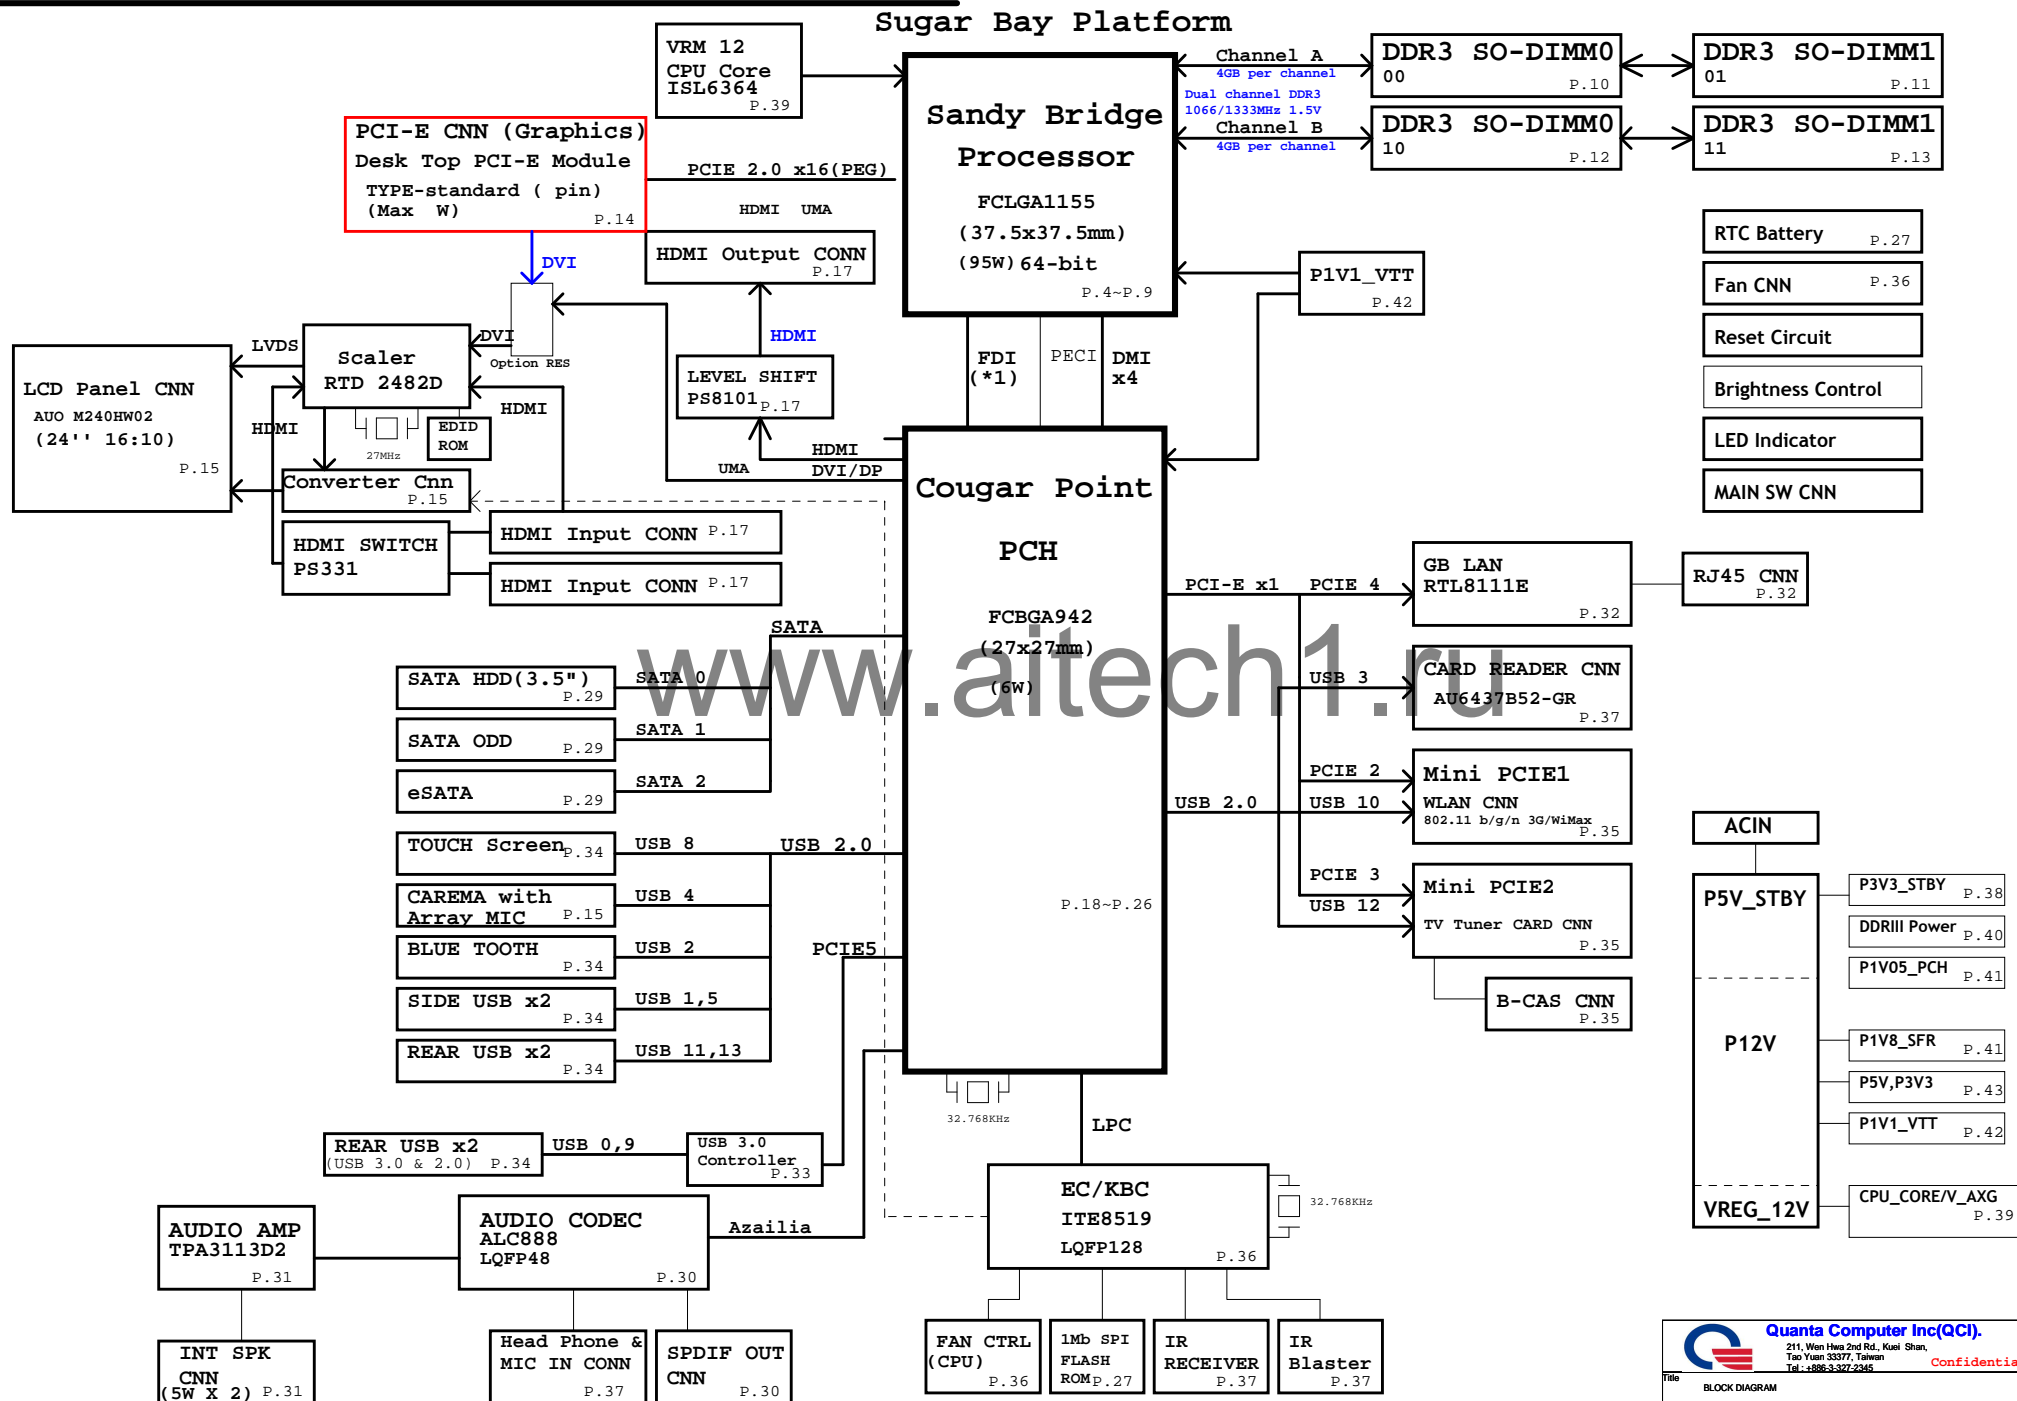 Sugar Bay Platform
VRM 12
CPU Core
ISL6364
P.39
PCI-E CNN (Graphics)
Desk Top PCI-E Module
TYPE-standard ( pin)
(Max W)
P.14
PCIE 2.0 x16(PEG)
HDMI UMA
HDMI Output CONN
P.17
Sandy Bridge
Processor
FCLGA1155
(37.5x37.5mm)
(95W) 64-bit
P.4~P.9
Channel A
4GB per channel
Dual channel DDR3
1066/1333MHz 1.5V
Channel B
4GB per channel
DDR3 SO-DIMM0
00
P.10
DDR3 SO-DIMM1
01
P.11
DDR3 SO-DIMM0
10
P.12
DDR3 SO-DIMM1
11
P.13
P1V1_VTT
P.42
RTC Battery P.27
Fan CNN P.36
Reset Circuit
Brightness Control
LED Indicator
MAIN SW CNN
DVI
DVI
Option RES
HDMI
LEVEL SHIFT
PS8101
P.17
FDI
(*1)
PECI
DMI
x4
LVDS
Scaler
RTD 2482D
LCD Panel CNN
AUO M240HW02
(24'' 16:10)
P.15
HDMI
HDMI
27MHz
EDID
ROM
Converter Cnn
P.15
HDMI
UMA
DVI/DP
HDMI SWITCH
PS331
HDMI Input CONN P.17
HDMI Input CONN P.17
Cougar Point
PCH
FCBGA942
(27x27mm)
(6W)
P.18~P.26
www.aitech1.ru
PCI-E x1
PCIE 4
GB LAN
RTL8111E
P.32
RJ45 CNN
P.32
USB 3
CARD READER CNN
AU6437B52-GR
P.37
PCIE 2
USB 2.0
USB 10
Mini PCIE1
WLAN CNN
802.11 b/g/n 3G/WiMax
P.35
PCIE 3
USB 12
Mini PCIE2
TV Tuner CARD CNN
P.35
B-CAS CNN
P.35
SATA
SATA HDD(3.5")
P.29
SATA 0
SATA ODD
P.29
SATA 1
eSATA
P.29
SATA 2
TOUCH Screen
P.34
USB 8
USB 2.0
CAREMA with
Array MIC
P.15
USB 4
BLUE TOOTH
P.34
USB 2
PCIE5
SIDE USB x2
P.34
USB 1,5
REAR USB x2
P.34
USB 11,13
32.768KHz
LPC
REAR USB x2
(USB 3.0 & 2.0) P.34
USB 0,9
USB 3.0
Controller
P.33
AUDIO AMP
TPA3113D2
P.31
AUDIO CODEC
ALC888
LQFP48
P.30
Azailia
EC/KBC
ITE8519
LQFP128
P.36
32.768KHz
INT SPK
CNN
(5W X 2) P.31
Head Phone &
MIC IN CONN
P.37
SPDIF OUT
CNN
P.30
FAN CTRL
(CPU)
P.36
1Mb SPI
FLASH
ROM P.27
IR
RECEIVER
P.37
IR
Blaster
P.37
ACIN
P5V_STBY
P12V
VREG_12V
P3V3_STBY P.38
DDRIII Power P.40
P1V05_PCH P.41
P1V8_SFR P.41
P5V,P3V3 P.43
P1V1_VTT P.42
CPU_CORE/V_AXG
P.39
Quanta Computer Inc(QCI).
211, Wen Hwa 2nd Rd., Kuei Shan,
Tao Yuan 33377, Taiwan
Tel : +886-3-327-2345
Confidentia
Title
BLOCK DIAGRAM